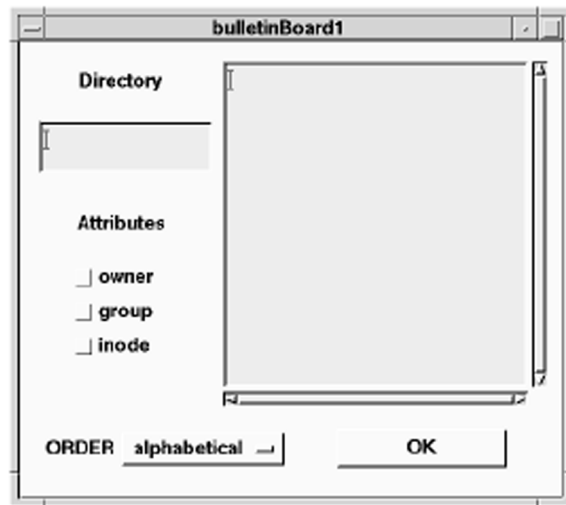 bulletinBoard1
Directory
Attributes
owner
group
inode
ORDER alphabetical
OK